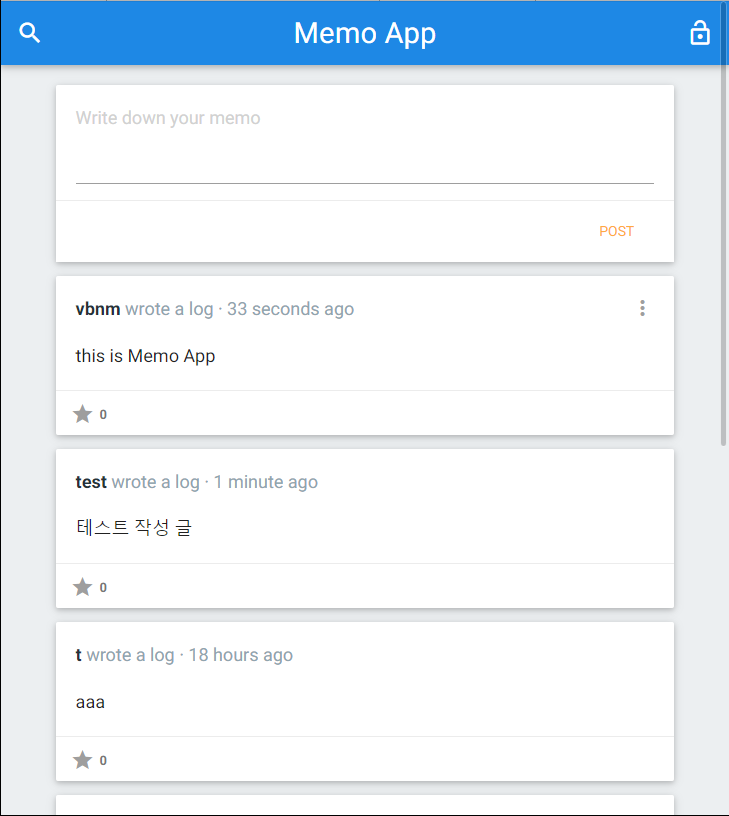 Memo App
Write down your memo
POST
vbnm wrote a log · 33 seconds ago
this is Memo App
0
test wrote a log · 1 minute ago
테스트 작성 글
0
t wrote a log · 18 hours ago
aaa
0